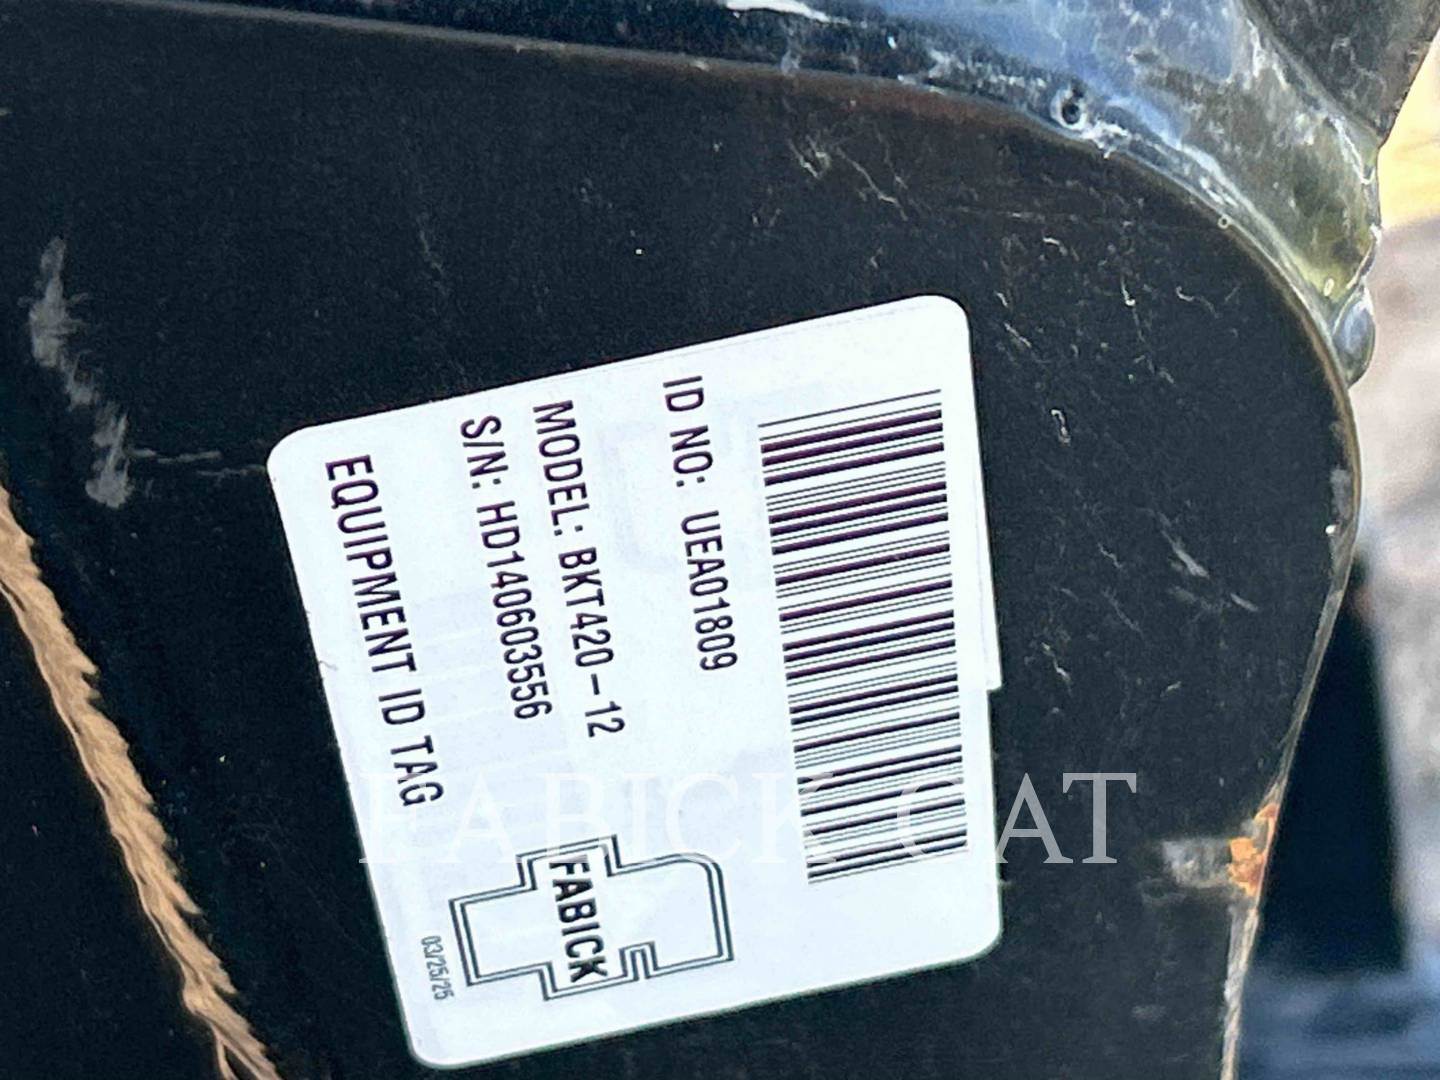 EQUIPMENT ID TAG
S/N: HD140603556
MODEL: BKT420-12
ID NO: UEA01809
FABICK
03/25/25
FABICK CAT